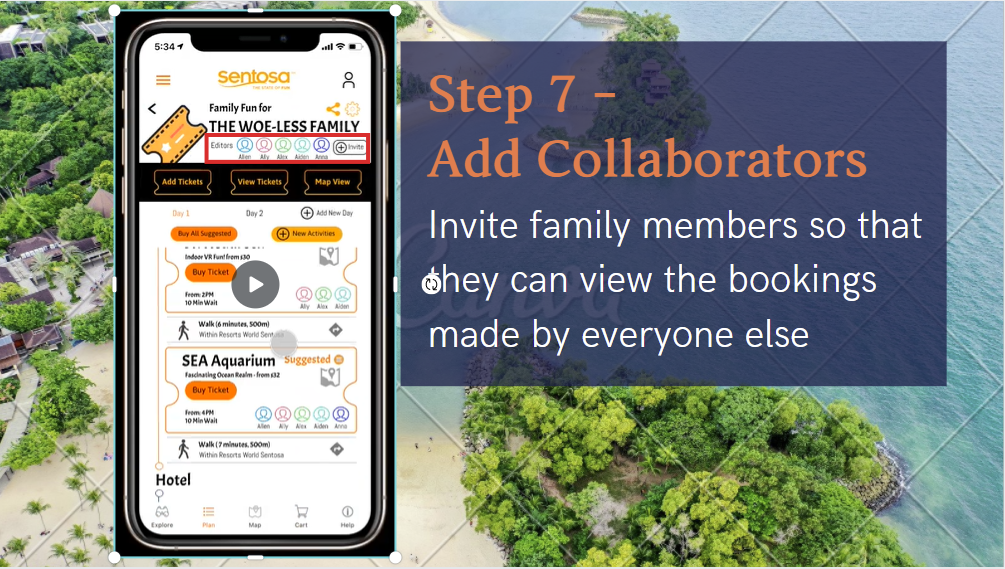 5:34
Sentosa
THE STATE OF FUN
Family Fun for
THE WOE-LESS FAMILY
Editors
Allen Ally Alex Aiden Anna
Invite
Add Tickets View Tickets Map View
Day 1 Day 2 Add New Day
Buy All Suggested New Activities
Indoor VR Fun! from $30
Buy Ticket
From: 2PM
10 Min Wait
Ally Alex Aiden
Walk (6 minutes, 500m)
Within Resorts World Sentosa
SEA Aquarium Suggested
Fascinating Ocean Realm - from $32
Buy Ticket
From: 4PM
10 Min Wait
Allen Ally Alex Aiden Anna
Walk (7 minutes, 500m)
Within Resorts World Sentosa
Hotel
Explore Plan Map Cart Help
Step 7 –
Add Collaborators
Invite family members so that
they can view the bookings
made by everyone else
Canva